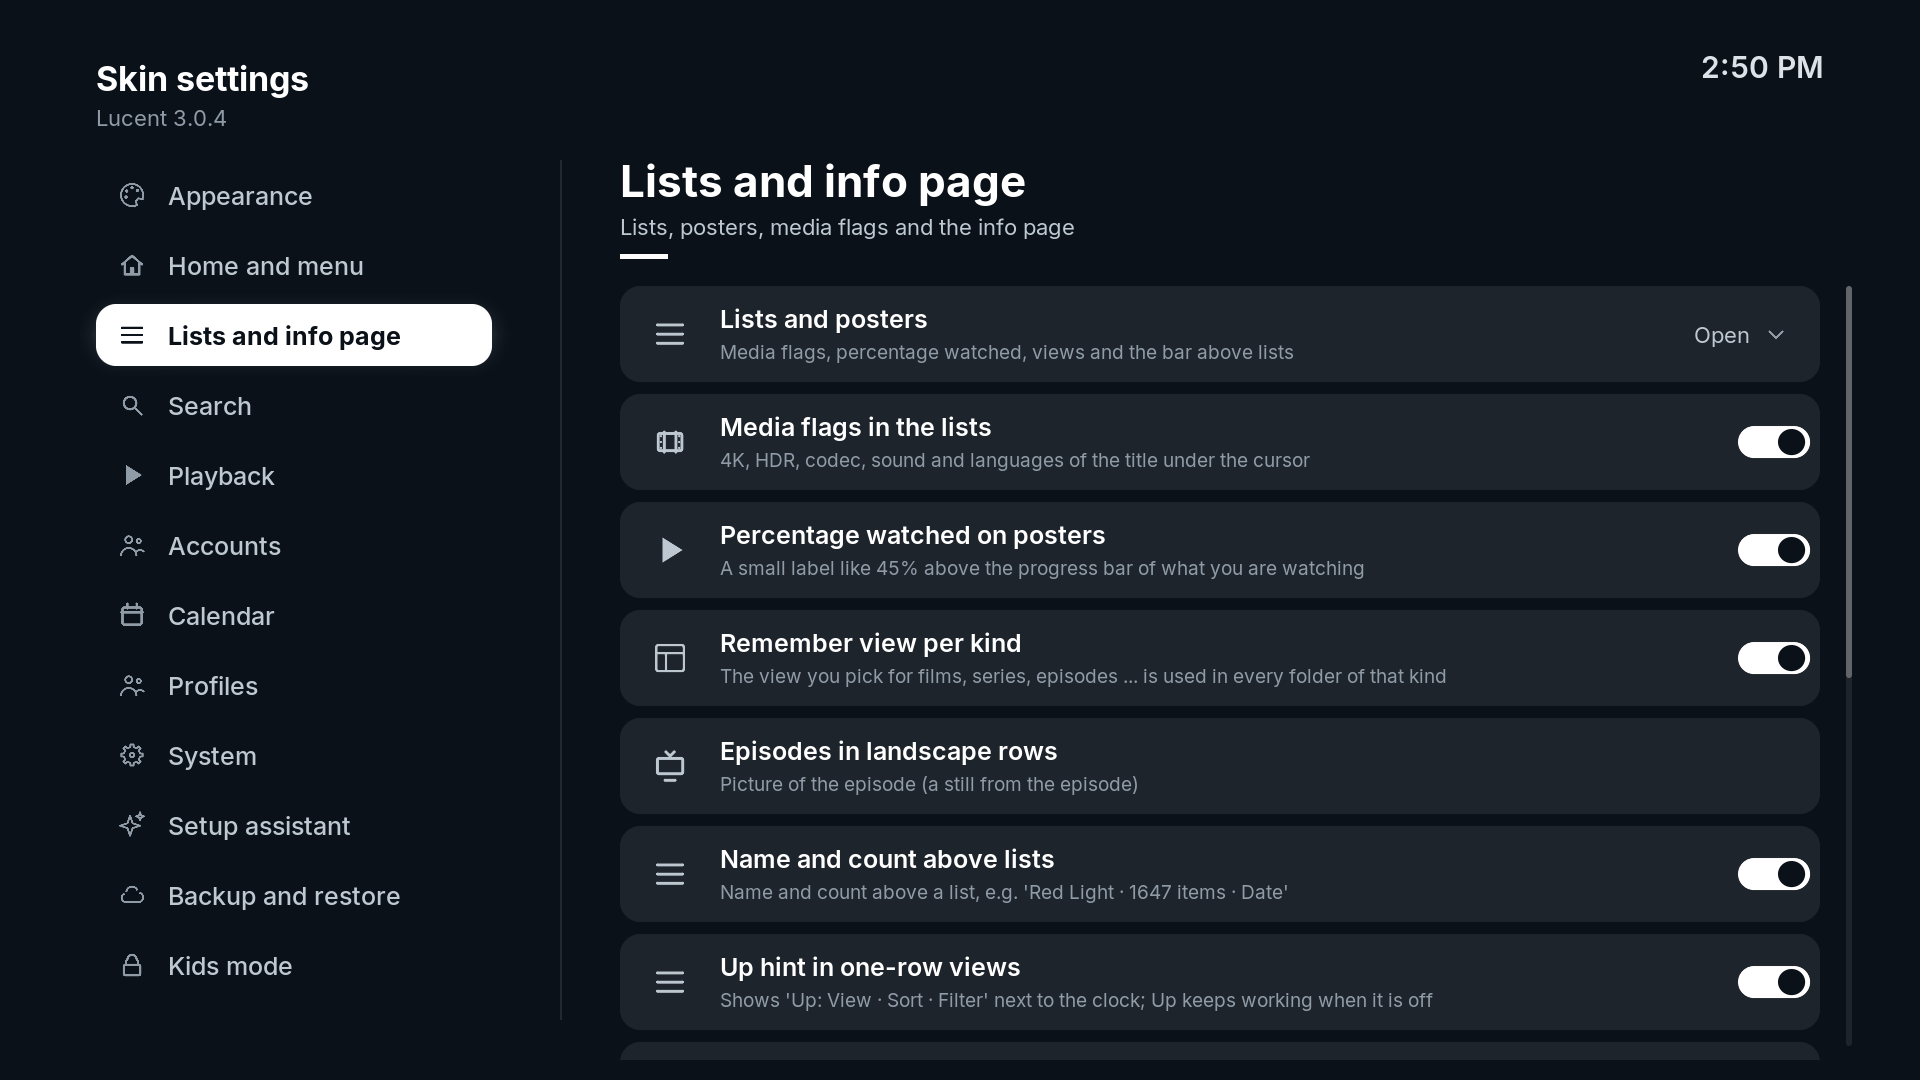 Skin settings
Lucent 3.0.4
2:50 PM
Appearance
Home and menu
Lists and info page
Search
Playback
Accounts
Calendar
Profiles
System
Setup assistant
Backup and restore
Kids mode
Lists and info page
Lists, posters, media flags and the info page
Lists and posters
Media flags, percentage watched, views and the bar above lists
Open
Media flags in the lists
4K, HDR, codec, sound and languages of the title under the cursor
Percentage watched on posters
A small label like 45% above the progress bar of what you are watching
Remember view per kind
The view you pick for films, series, episodes ... is used in every folder of that kind
Episodes in landscape rows
Picture of the episode (a still from the episode)
Name and count above lists
Name and count above a list, e.g. 'Red Light · 1647 items · Date'
Up hint in one-row views
Shows 'Up: View · Sort · Filter' next to the clock; Up keeps working when it is off